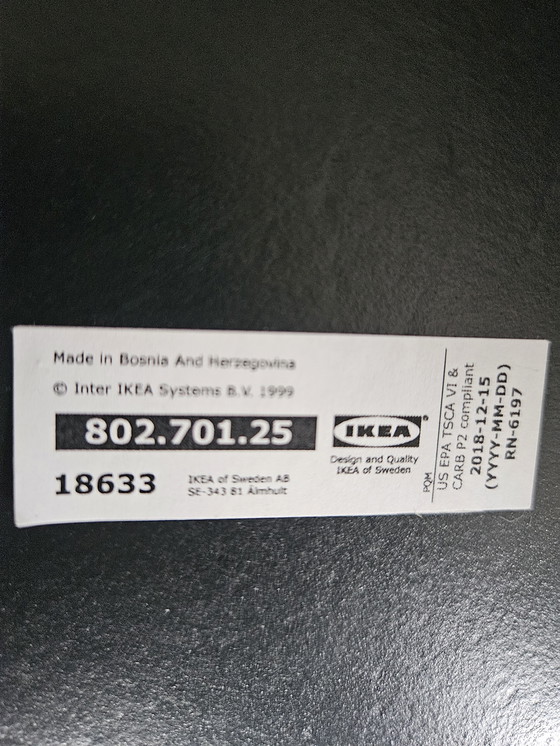 Made in Bosnia And Herzegovina
© Inter IKEA Systems B.V. 1999
802.701.25
18633
IKEA of Sweden AB
SE-343 81 Älmhult
IKEA®
Design and Quality
IKEA of Sweden
PQM
US EPA TSCA VI &
CARB P2 compliant
2018-12-15
(YYYY-MM-DD)
RN-6197